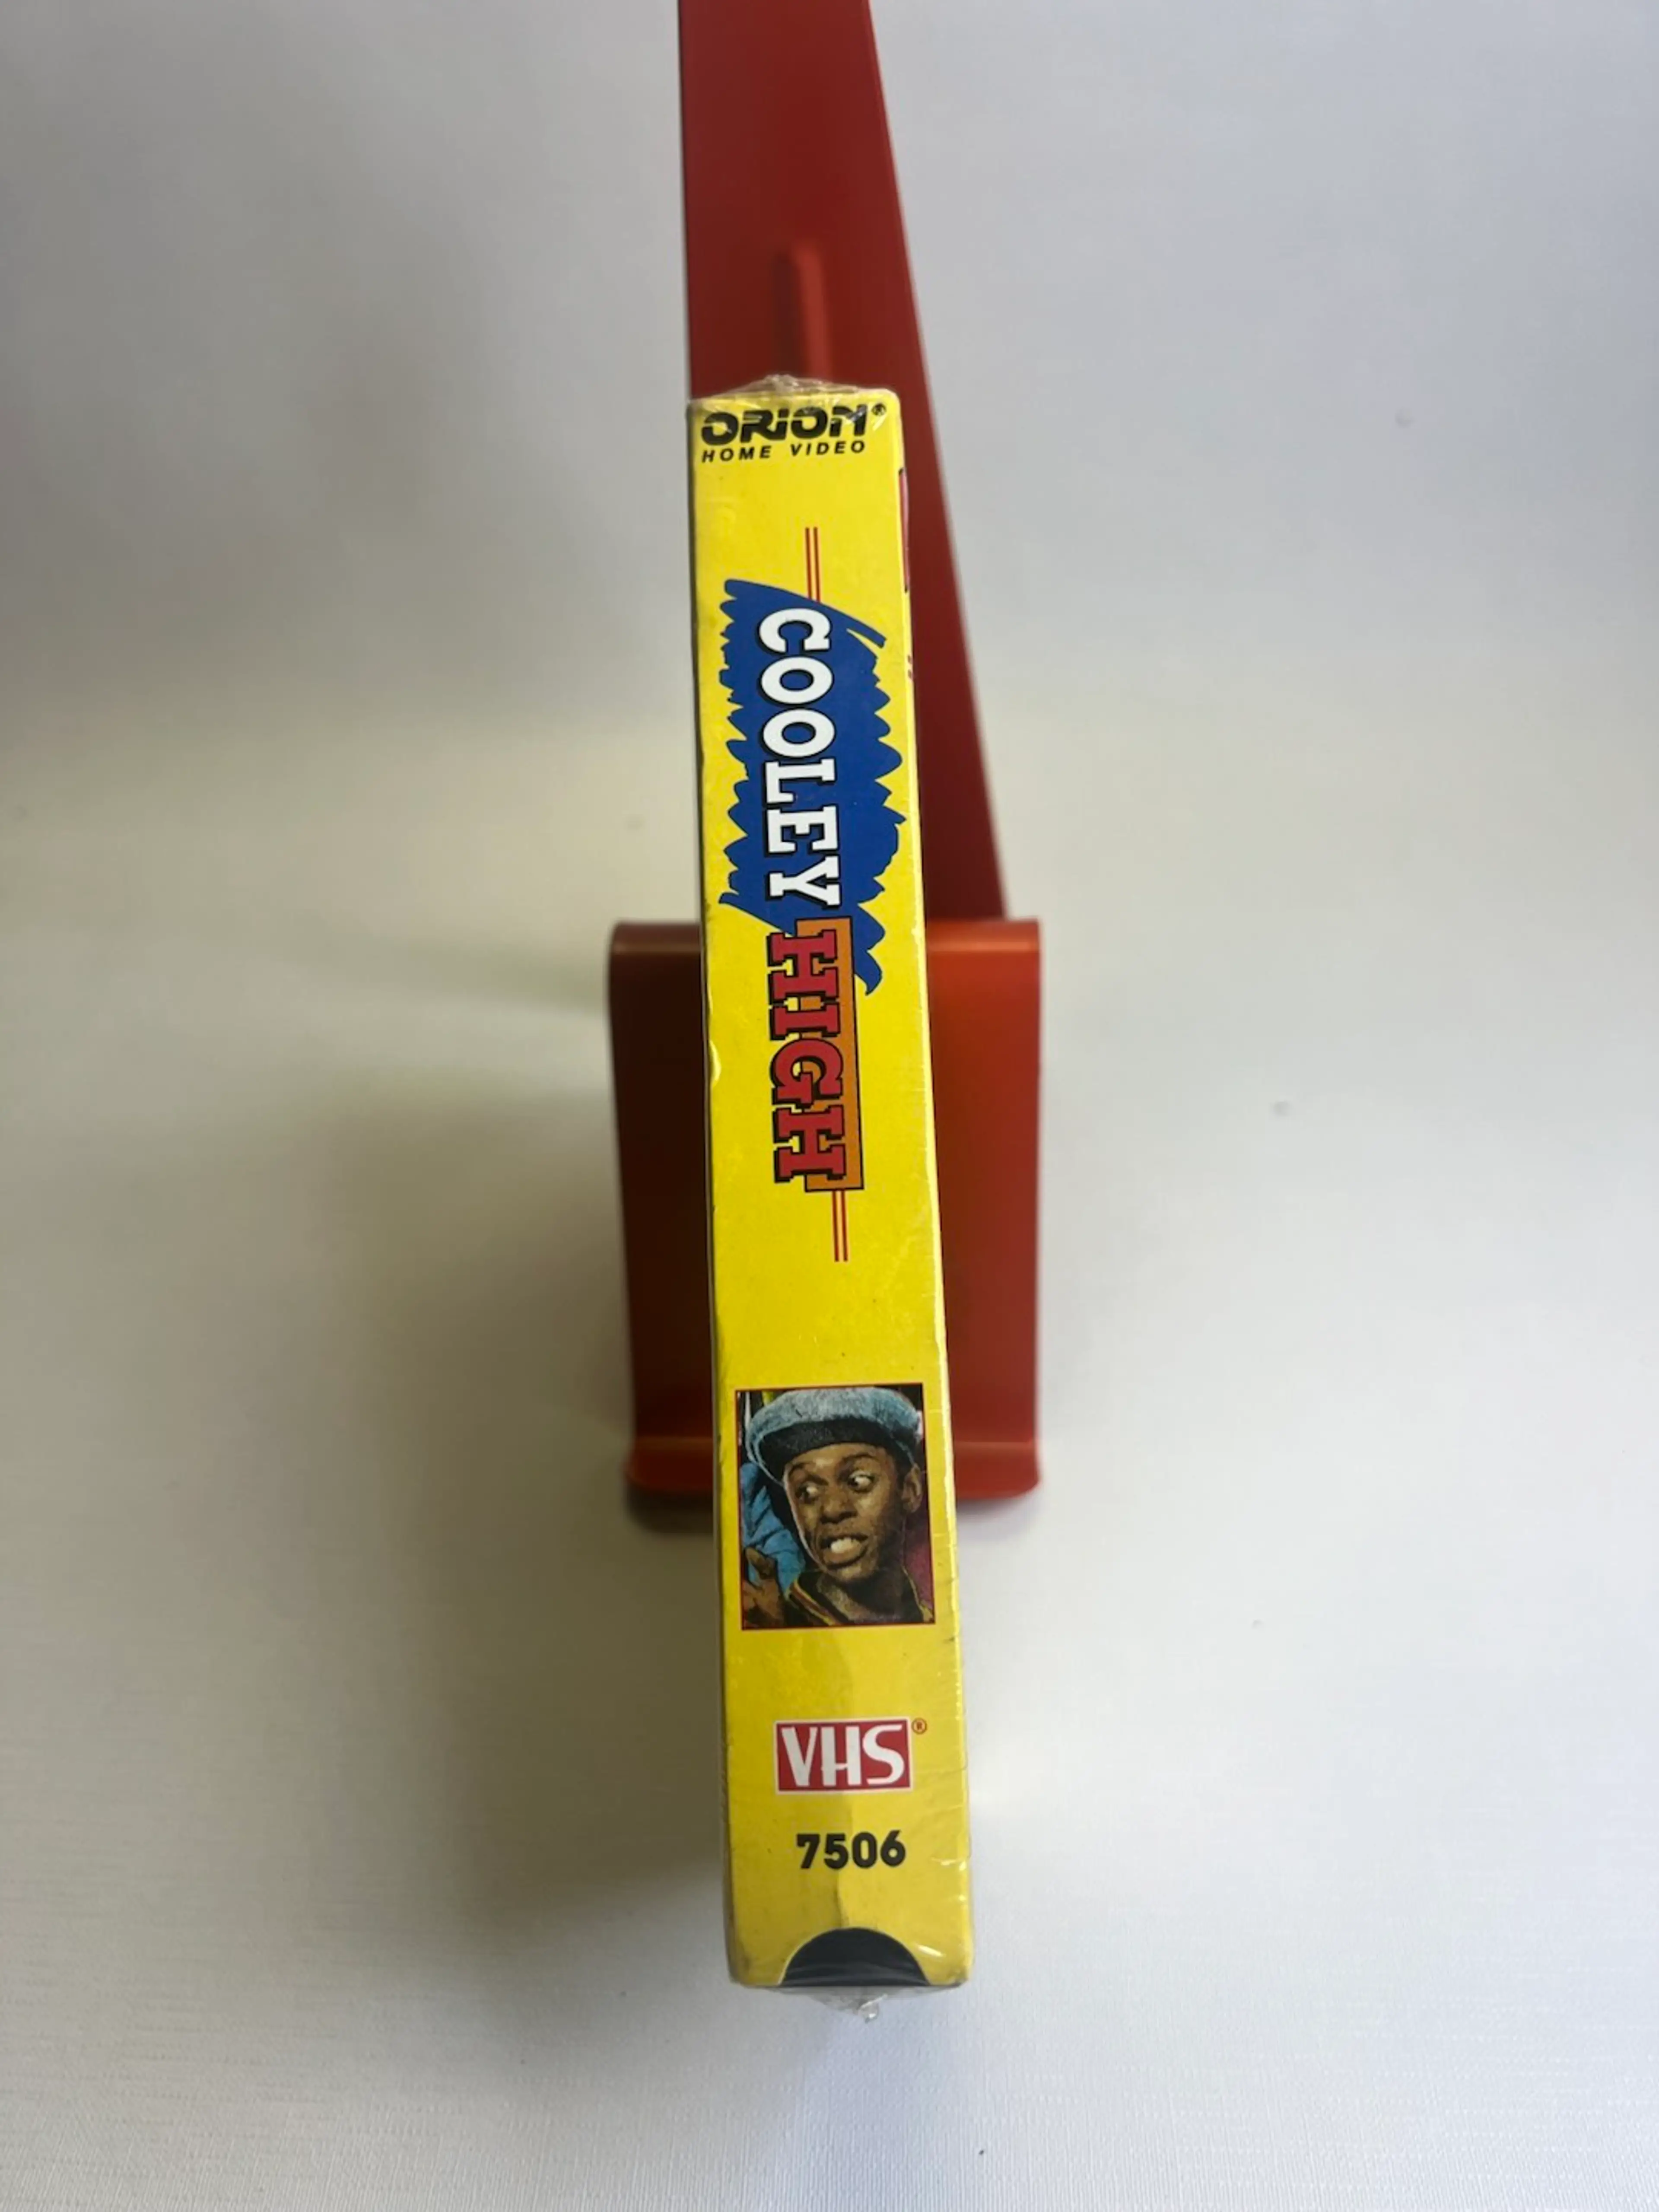 ORION®
HOME VIDEO
COOLEY HIGH
VHS®
7506